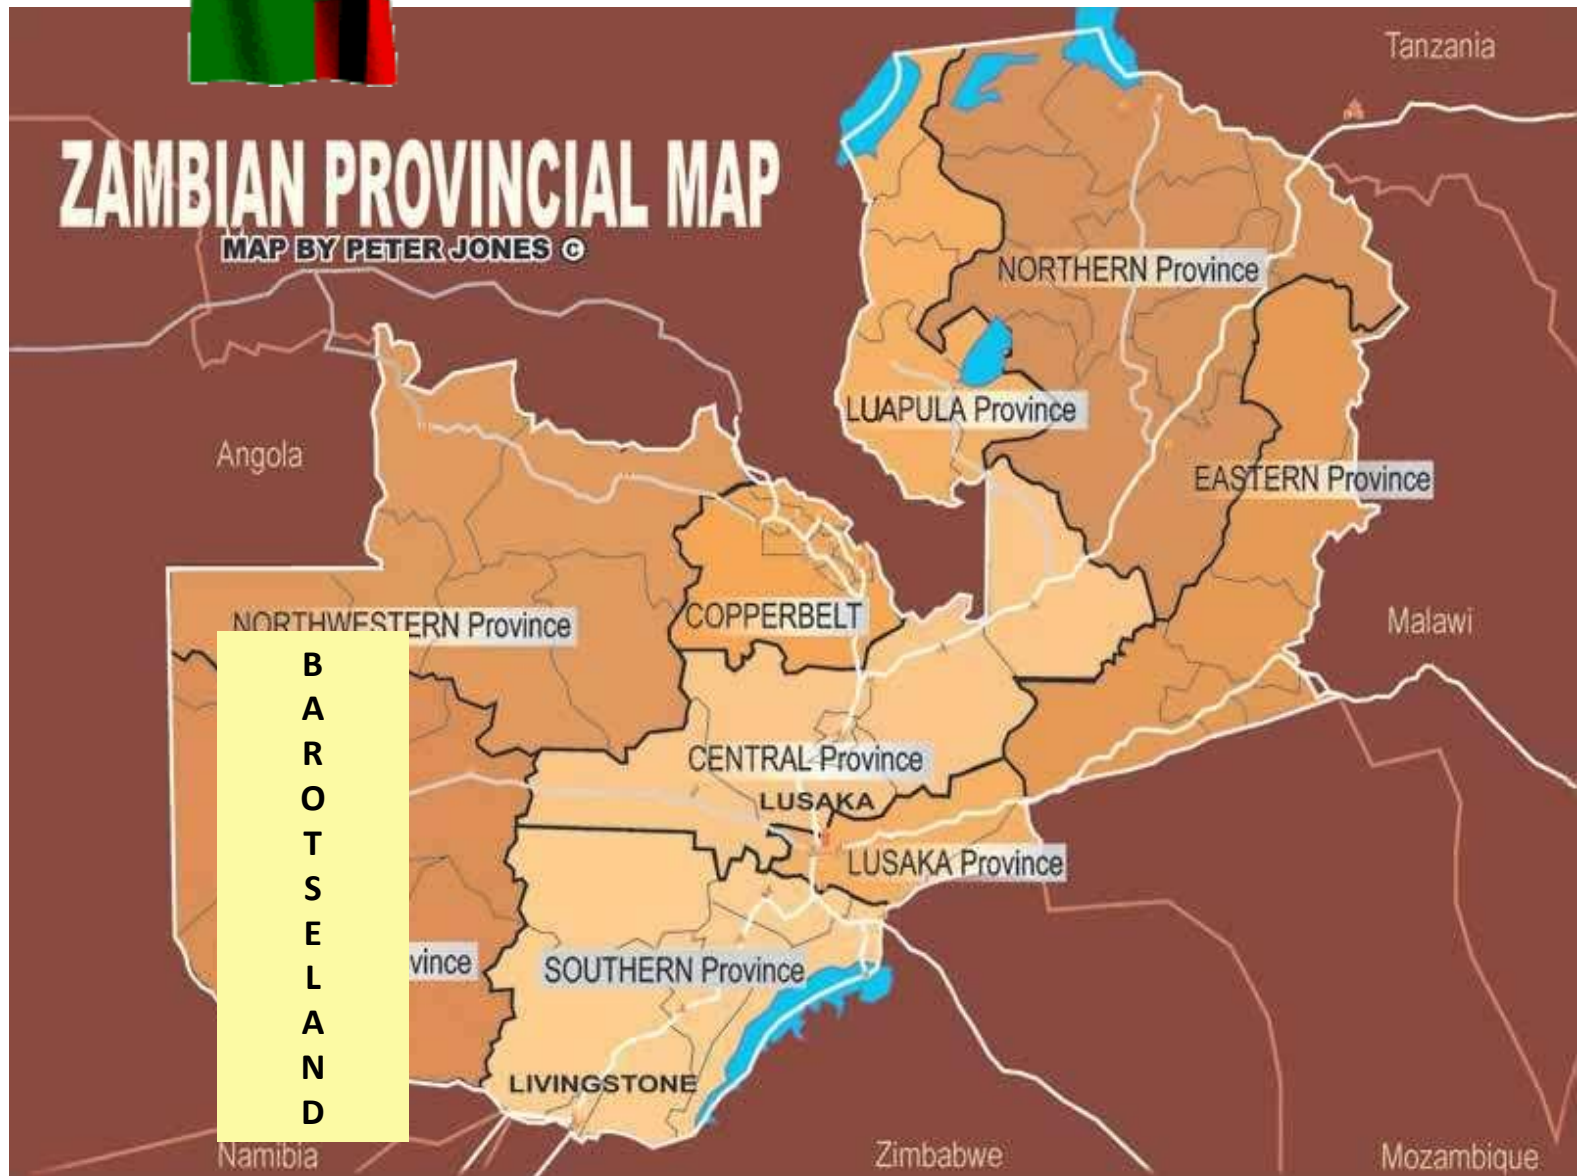 Tanzania
ZAMBIAN PROVINCIAL MAP
MAP BY PETER JONES ©
NORTHERN Province
LUAPULA Province
Angola
EASTERN Province
COPPERBELT
NORTHWESTERN Province
Malawi
B
A
R
O
T
S
E
L
A
N
D
CENTRAL Province
LUSAKA
LUSAKA Province
vince
SOUTHERN Province
LIVINGSTONE
Namibia
Zimbabwe
Mozambique